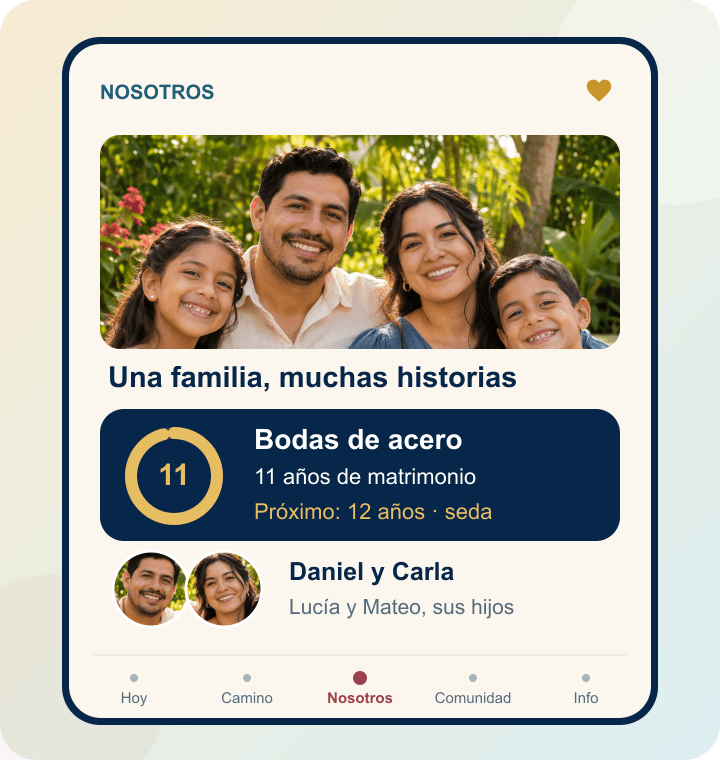 NOSOTROS
Una familia, muchas historias
11
Bodas de acero
11 años de matrimonio
Próximo: 12 años · seda
Daniel y Carla
Lucía y Mateo, sus hijos
Hoy
Camino
Nosotros
Comunidad
Info